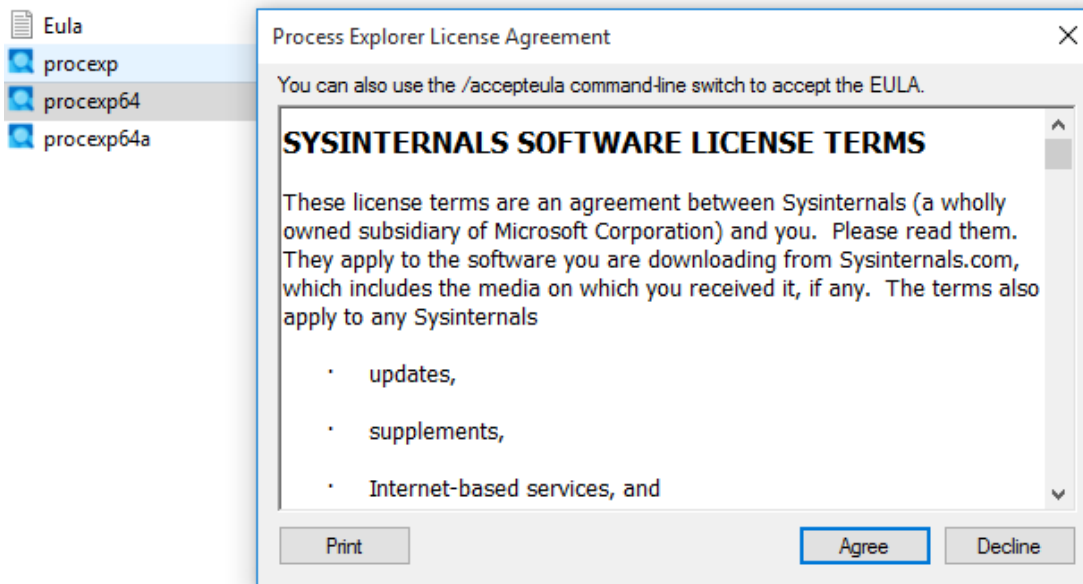 Eula
procexp
procexp64
procexp64a
Process Explorer License Agreement
You can also use the /accepteula command-line switch to accept the EULA.
SYSINTERNALS SOFTWARE LICENSE TERMS
These license terms are an agreement between Sysinternals (a wholly
owned subsidiary of Microsoft Corporation) and you.  Please read them.
They apply to the software you are downloading from Sysinternals.com,
which includes the media on which you received it, if any.  The terms also
apply to any Sysinternals
· updates,
· supplements,
· Internet-based services, and
Print
Agree
Decline